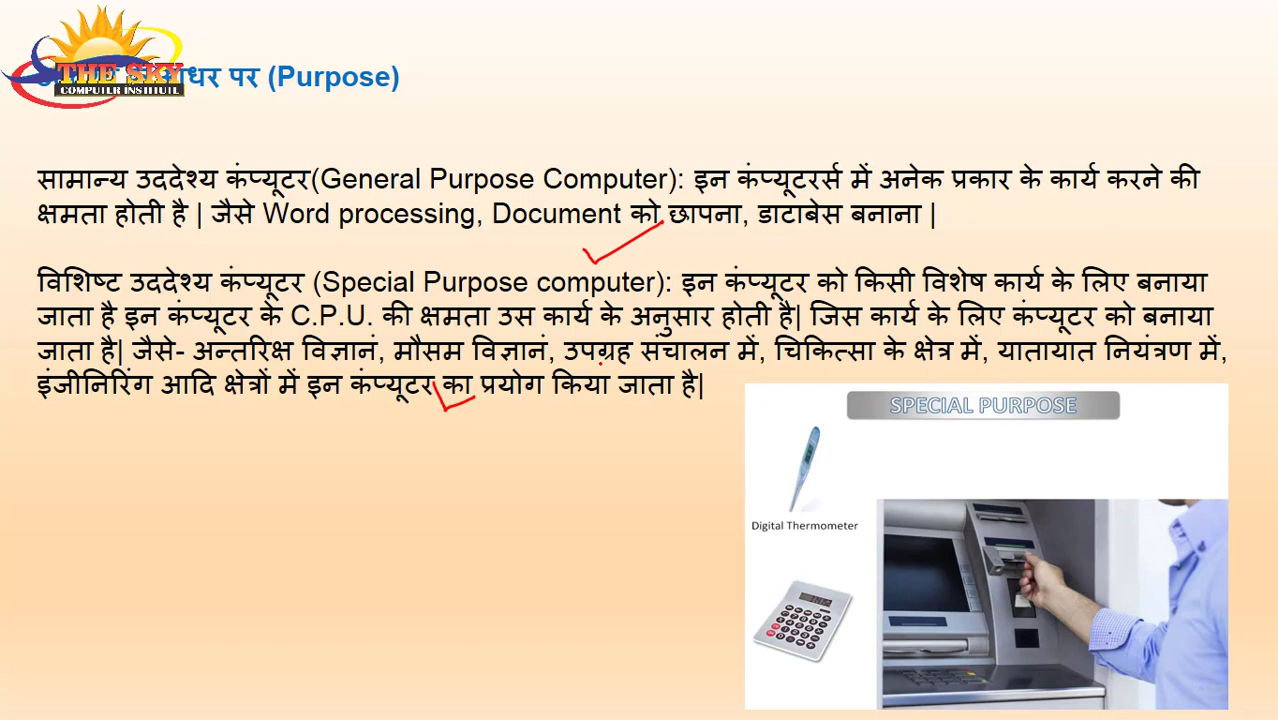 THE SKY
COMPUTER INSTITUTE
पर (Purpose)
सामान्य उददेश्य कंप्यूटर(General Purpose Computer): इन कंप्यूटरर्स में अनेक प्रकार के कार्य करने की
क्षमता होती है | जैसे Word processing, Document को छापना, डाटाबेस बनाना |
विशिष्ट उददेश्य कंप्यूटर (Special Purpose computer): इन कंप्यूटर को किसी विशेष कार्य के लिए बनाया
जाता है इन कंप्यूटर के C.P.U. की क्षमता उस कार्य के अनुसार होती है| जिस कार्य के लिए कंप्यूटर को बनाया
जाता है| जैसे- अन्तरिक्ष विज्ञानं, मौसम विज्ञानं, उपग्रह संचालन में, चिकित्सा के क्षेत्र में, यातायात नियंत्रण में,
इंजीनिरिंग आदि क्षेत्रों में इन कंप्यूटर का प्रयोग किया जाता है|
SPECIAL PURPOSE
Digital Thermometer